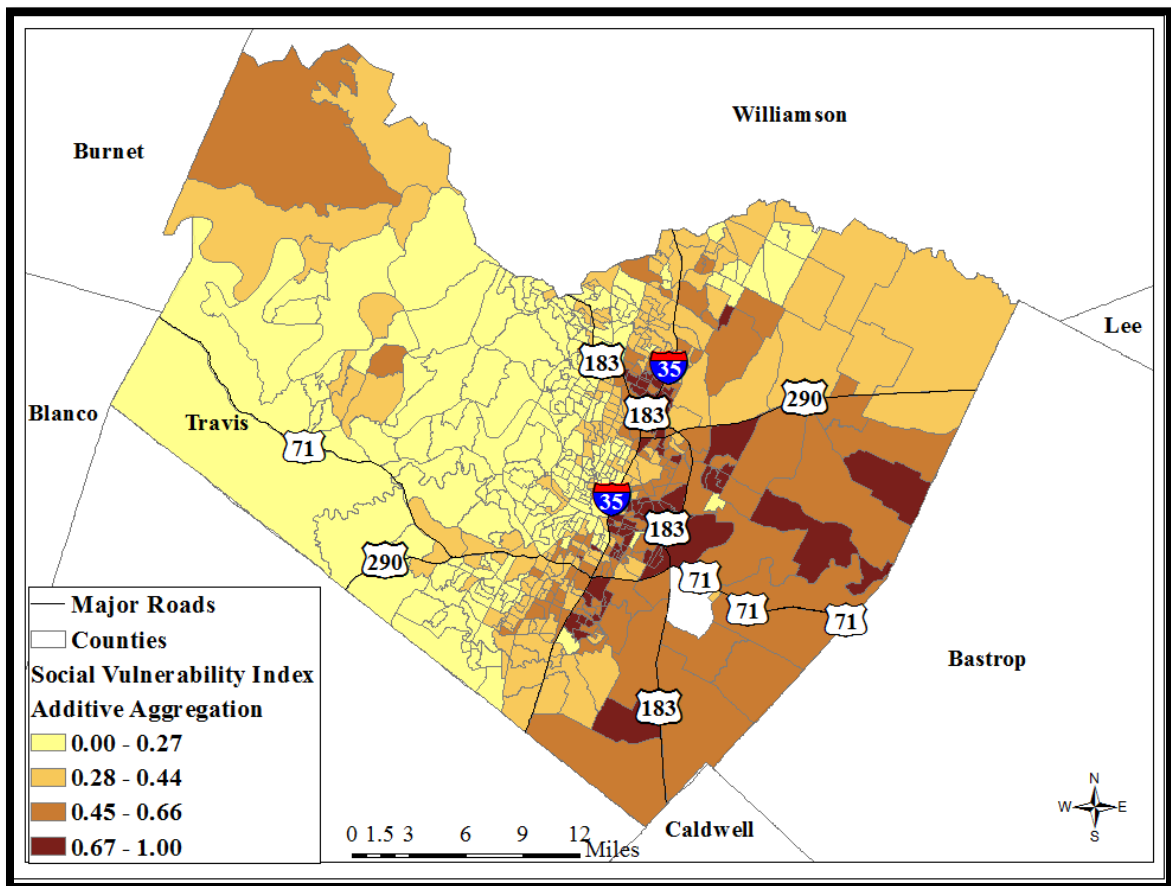 Williamson
Burnet
Lee
183
35
183
290
Blanco
Travis
71
35
183
290
71
71
71
Bastrop
183
Caldwell
Major Roads
Counties
Social Vulnerability Index
Additive Aggregation
0.00 - 0.27
0.28 - 0.44
0.45 - 0.66
0.67 - 1.00
0 1.5 3 6 9 12
Miles
N
W E
S